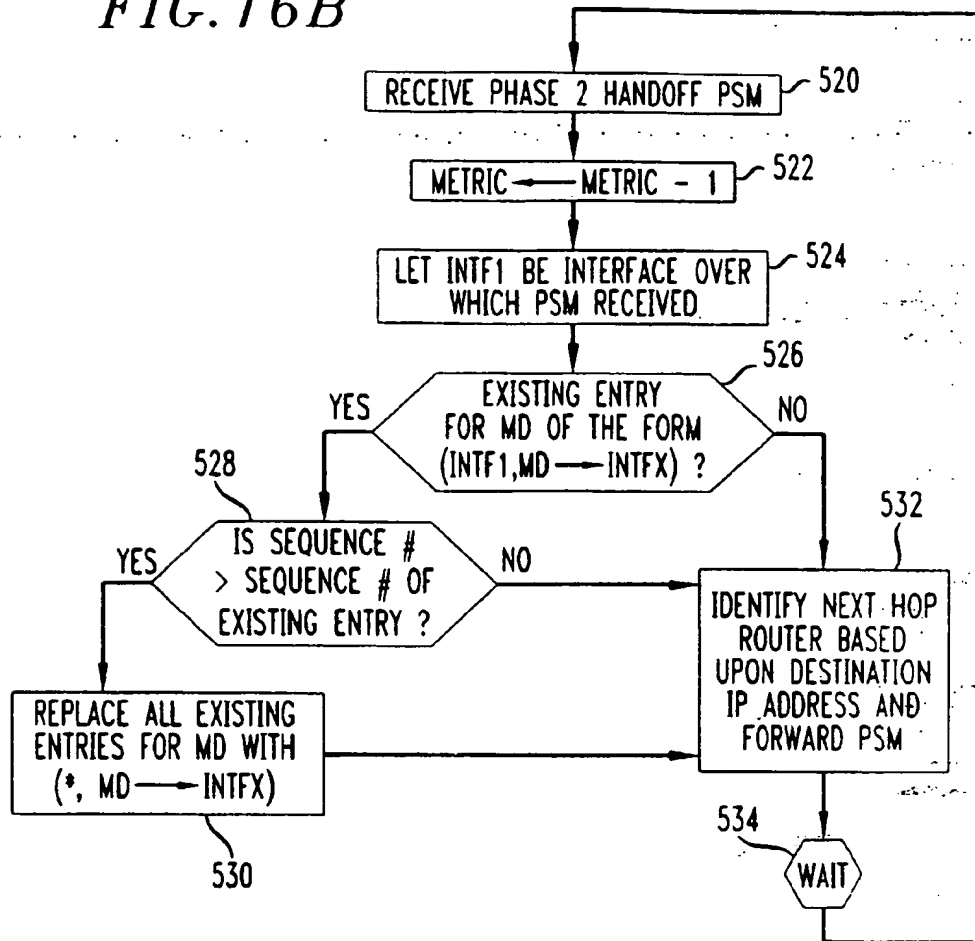 FIG. 16B
RECEIVE PHASE 2 HANDOFF PSM
520
METRIC ← METRIC - 1
522
LET INTF1 BE INTERFACE OVER
WHICH PSM RECEIVED
524
526
EXISTING ENTRY
FOR MD OF THE FORM
(INTF1,MD → INTFX) ?
YES
NO
528
IS SEQUENCE #
> SEQUENCE # OF
EXISTING ENTRY ?
YES
NO
532
IDENTIFY NEXT HOP
ROUTER BASED
UPON DESTINATION
IP ADDRESS AND
FORWARD PSM
REPLACE ALL EXISTING
ENTRIES FOR MD WITH
(*, MD → INTFX)
530
534
WAIT